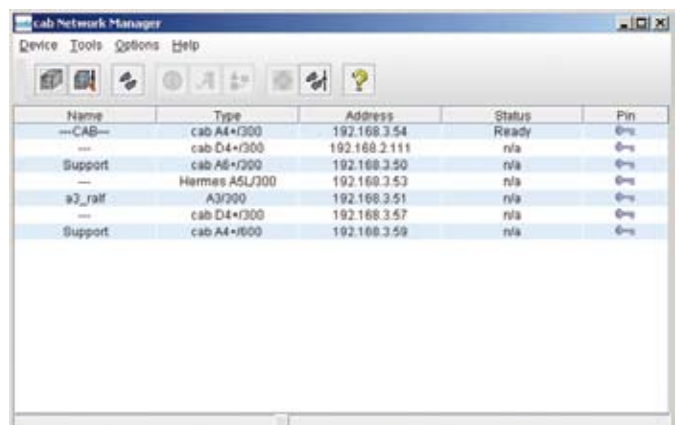 cab Network Manager
Device Tools Options Help
Name Type Address Status Pin
---CAB--- cab A4+/300 192.168.3.54 Ready
--- cab D4+/300 192.168.2.111 n/a
Support cab A6+/300 192.168.3.50 n/a
--- Hermes A5L/300 192.168.3.53 n/a
a3_ralf A3/300 192.168.3.51 n/a
--- cab D4+/300 192.168.3.57 n/a
Support cab A4+/600 192.168.3.59 n/a